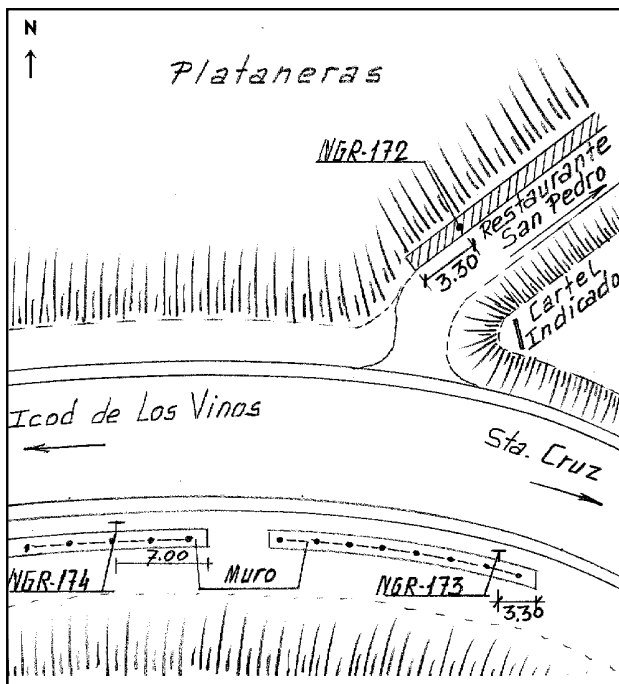 N
Plataneras
NGR-172
Restaurante
San Pedro
3.30
Cartel
Indicado
Icod de Los Vinos
Sta. Cruz
7.00
NGR-174
Muro
NGR-173
3.30